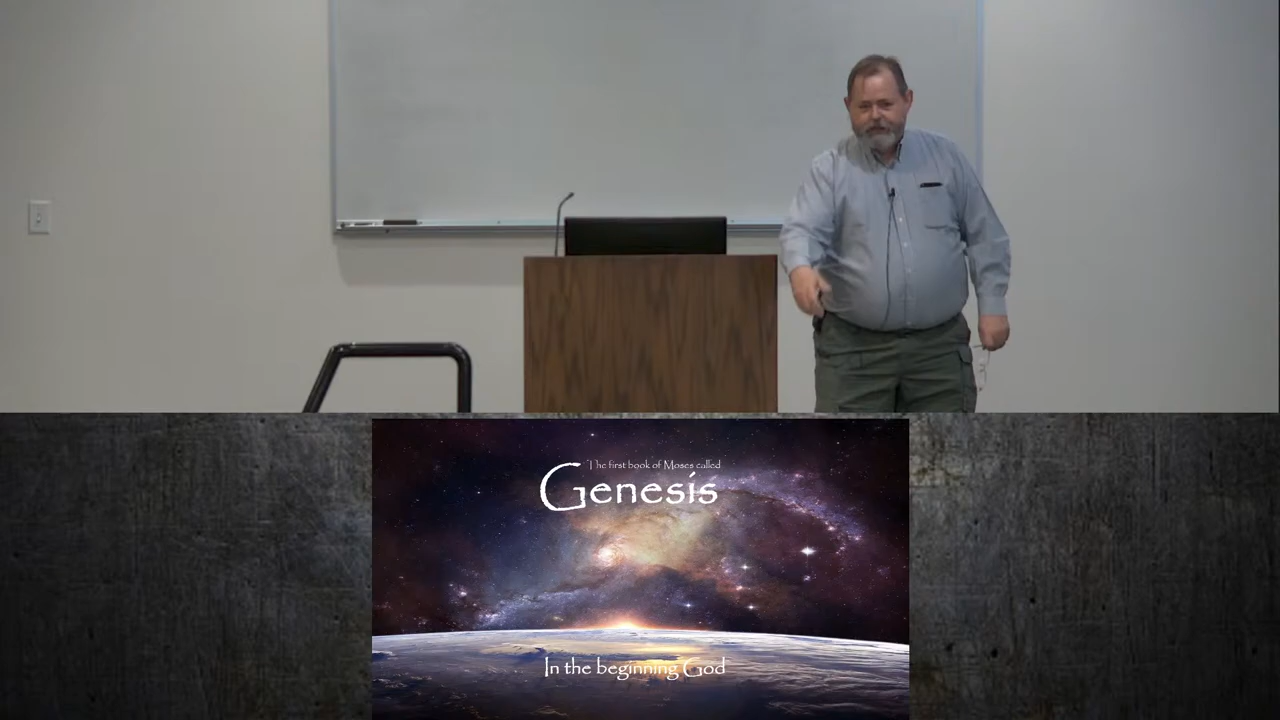 The first book of Moses called
Genesis
In the beginning God